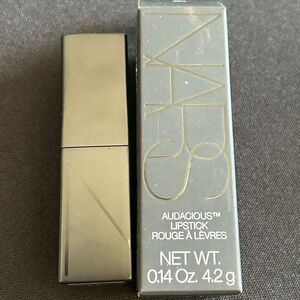 NARS
AUDACIOUS™
LIPSTICK
ROUGE À LÈVRES
NET WT.
0.14 Oz. 4.2 g